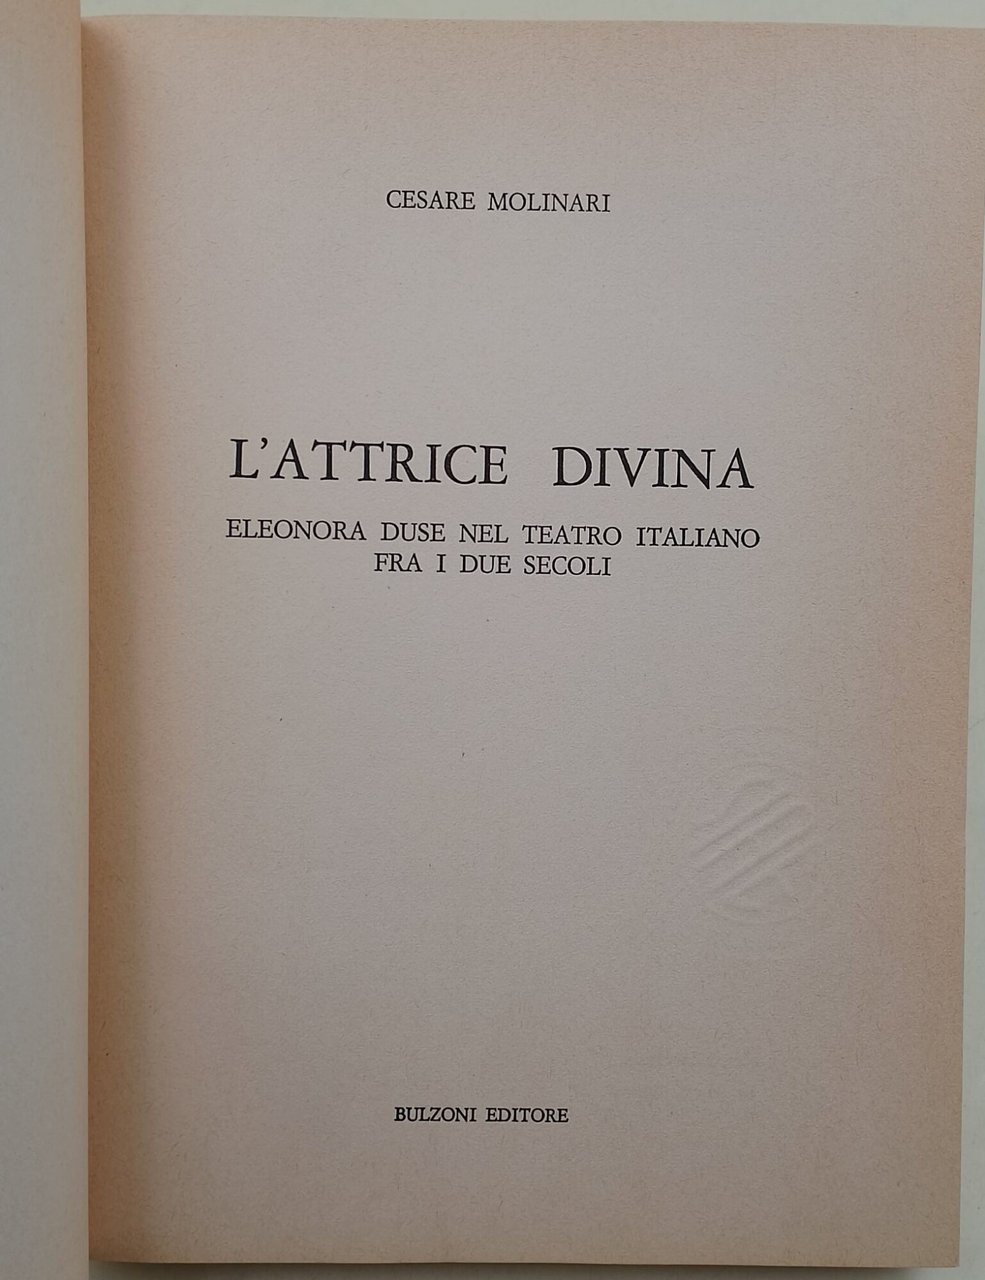 CESARE MOLINARI
L'ATTRICE DIVINA
ELEONORA DUSE NEL TEATRO ITALIANO
FRA I DUE SECOLI
BULZONI EDITORE